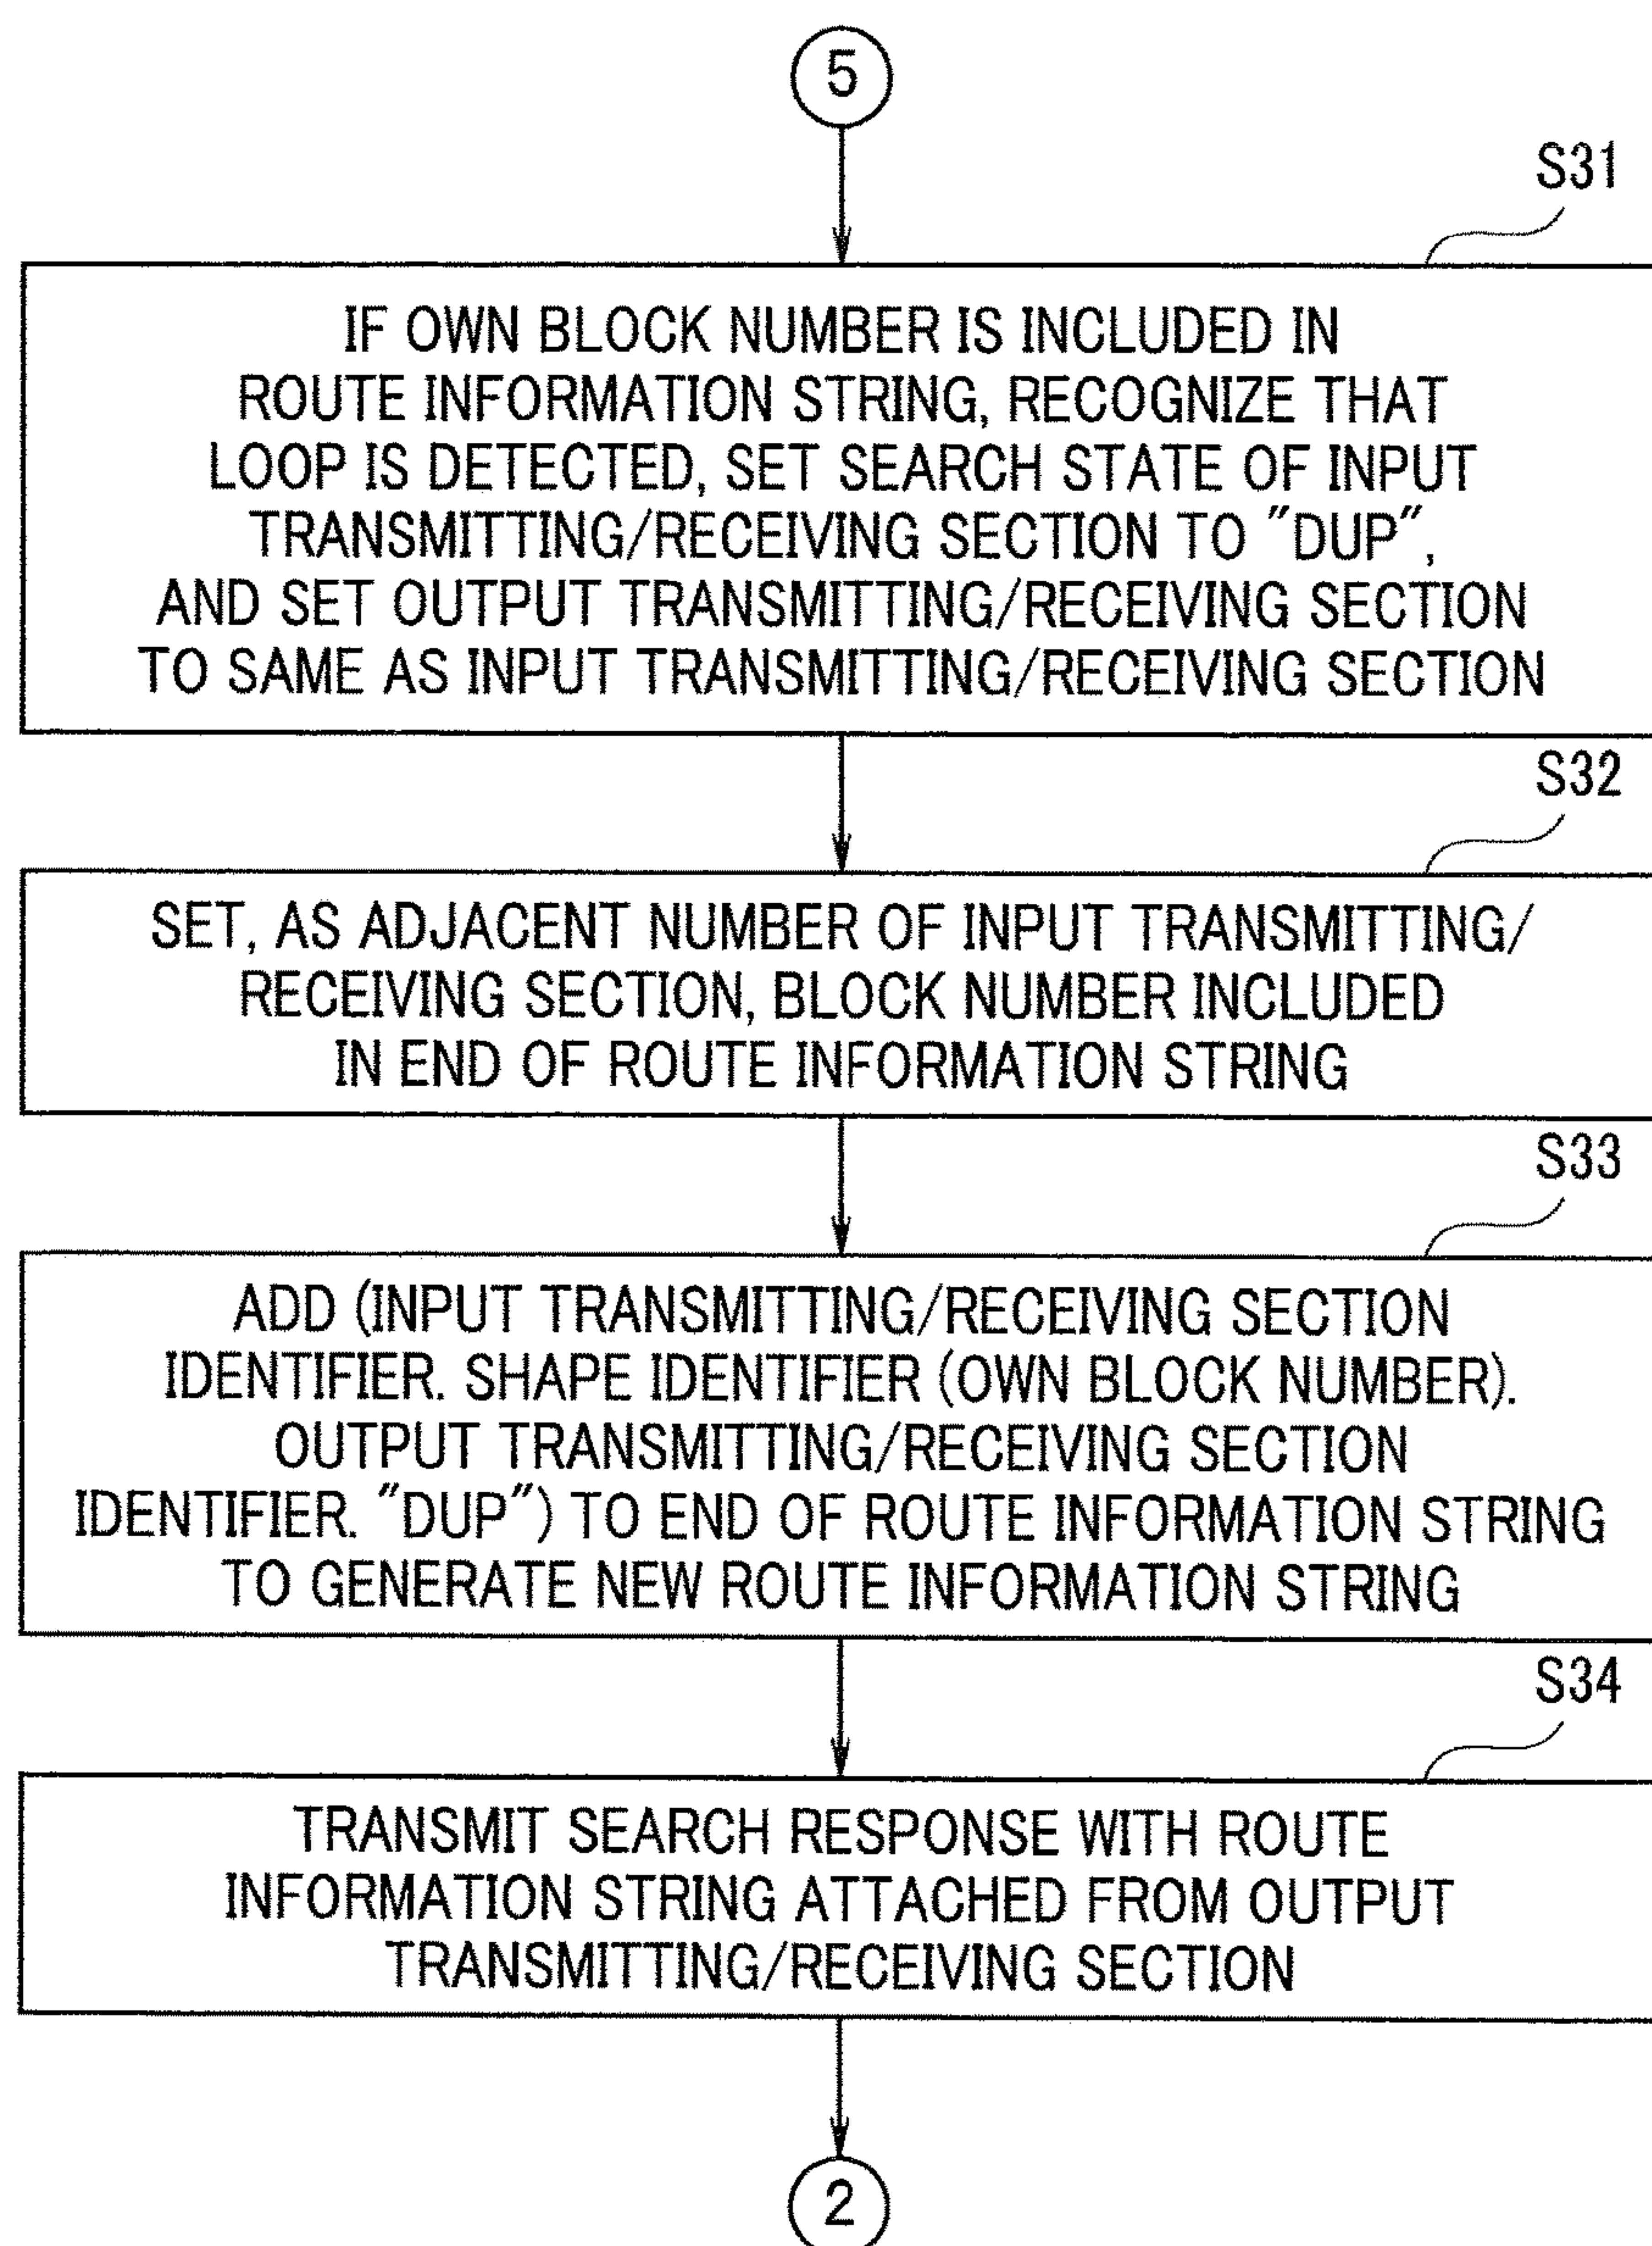 5
S31
IF OWN BLOCK NUMBER IS INCLUDED IN
ROUTE INFORMATION STRING, RECOGNIZE THAT
LOOP IS DETECTED, SET SEARCH STATE OF INPUT
TRANSMITTING/RECEIVING SECTION TO "DUP",
AND SET OUTPUT TRANSMITTING/RECEIVING SECTION
TO SAME AS INPUT TRANSMITTING/RECEIVING SECTION
S32
SET, AS ADJACENT NUMBER OF INPUT TRANSMITTING/
RECEIVING SECTION, BLOCK NUMBER INCLUDED
IN END OF ROUTE INFORMATION STRING
S33
ADD (INPUT TRANSMITTING/RECEIVING SECTION
IDENTIFIER. SHAPE IDENTIFIER (OWN BLOCK NUMBER).
OUTPUT TRANSMITTING/RECEIVING SECTION
IDENTIFIER. "DUP") TO END OF ROUTE INFORMATION STRING
TO GENERATE NEW ROUTE INFORMATION STRING
S34
TRANSMIT SEARCH RESPONSE WITH ROUTE
INFORMATION STRING ATTACHED FROM OUTPUT
TRANSMITTING/RECEIVING SECTION
2